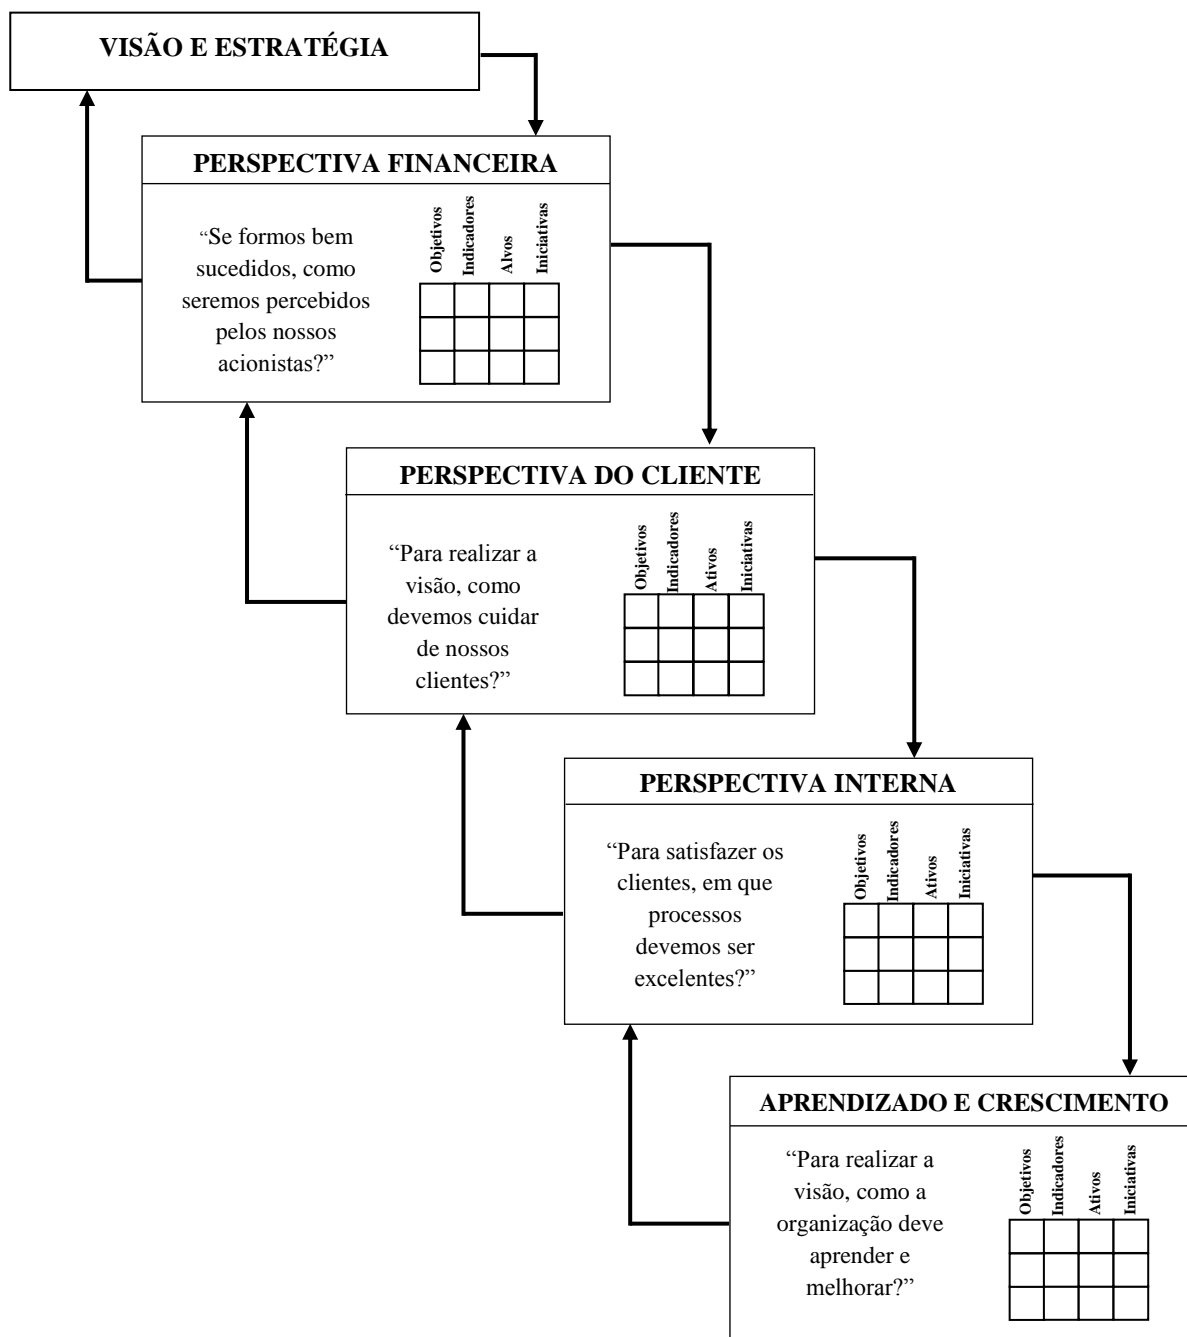 VISÃO E ESTRATÉGIA
PERSPECTIVA FINANCEIRA
“Se formos bem
sucedidos, como
seremos percebidos
pelos nossos
acionistas?”
Objetivos
Indicadores
Alvos
Iniciativas
PERSPECTIVA DO CLIENTE
“Para realizar a
visão, como
devemos cuidar
de nossos
clientes?”
Objetivos
Indicadores
Ativos
Iniciativas
PERSPECTIVA INTERNA
“Para satisfazer os
clientes, em que
processos
devemos ser
excelentes?”
Objetivos
Indicadores
Ativos
Iniciativas
APRENDIZADO E CRESCIMENTO
“Para realizar a
visão, como a
organização deve
aprender e
melhorar?”
Objetivos
Indicadores
Ativos
Iniciativas